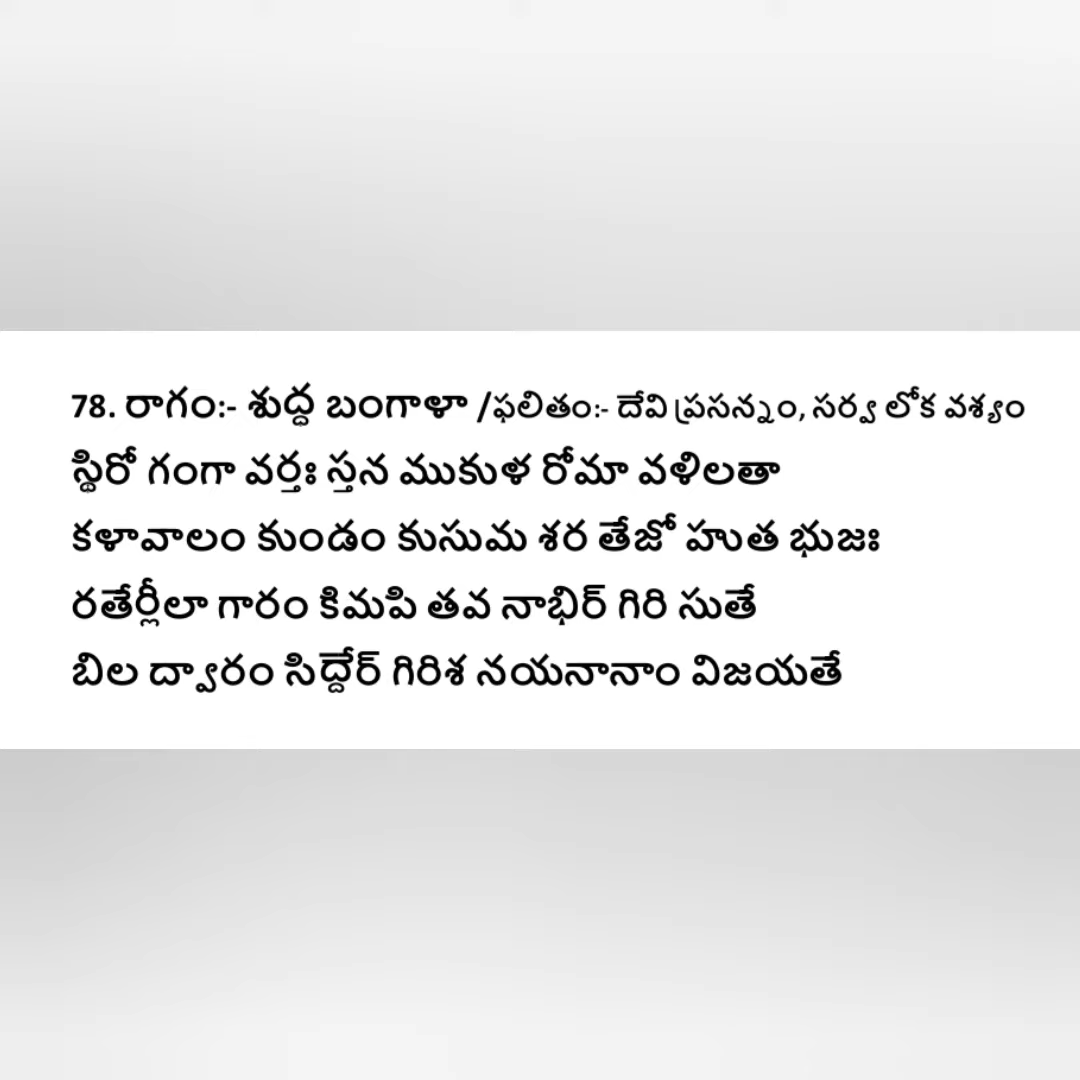 78. రాగం:- శుద్ధ బంగాళా /ఫలితం:- దేవి ప్రసన్నం, సర్వ లోక వశ్యం
స్థిరో గంగా వర్తః స్తన ముకుళ రోమా వళిలతా
కళావాలం కుండం కుసుమ శర తేజో హుత భుజః
రతేర్లీలా గారం కిమపి తవ నాభిర్ గిరి సుతే
బిల ద్వారం సిద్దేర్ గిరిశ నయనానాం విజయతే